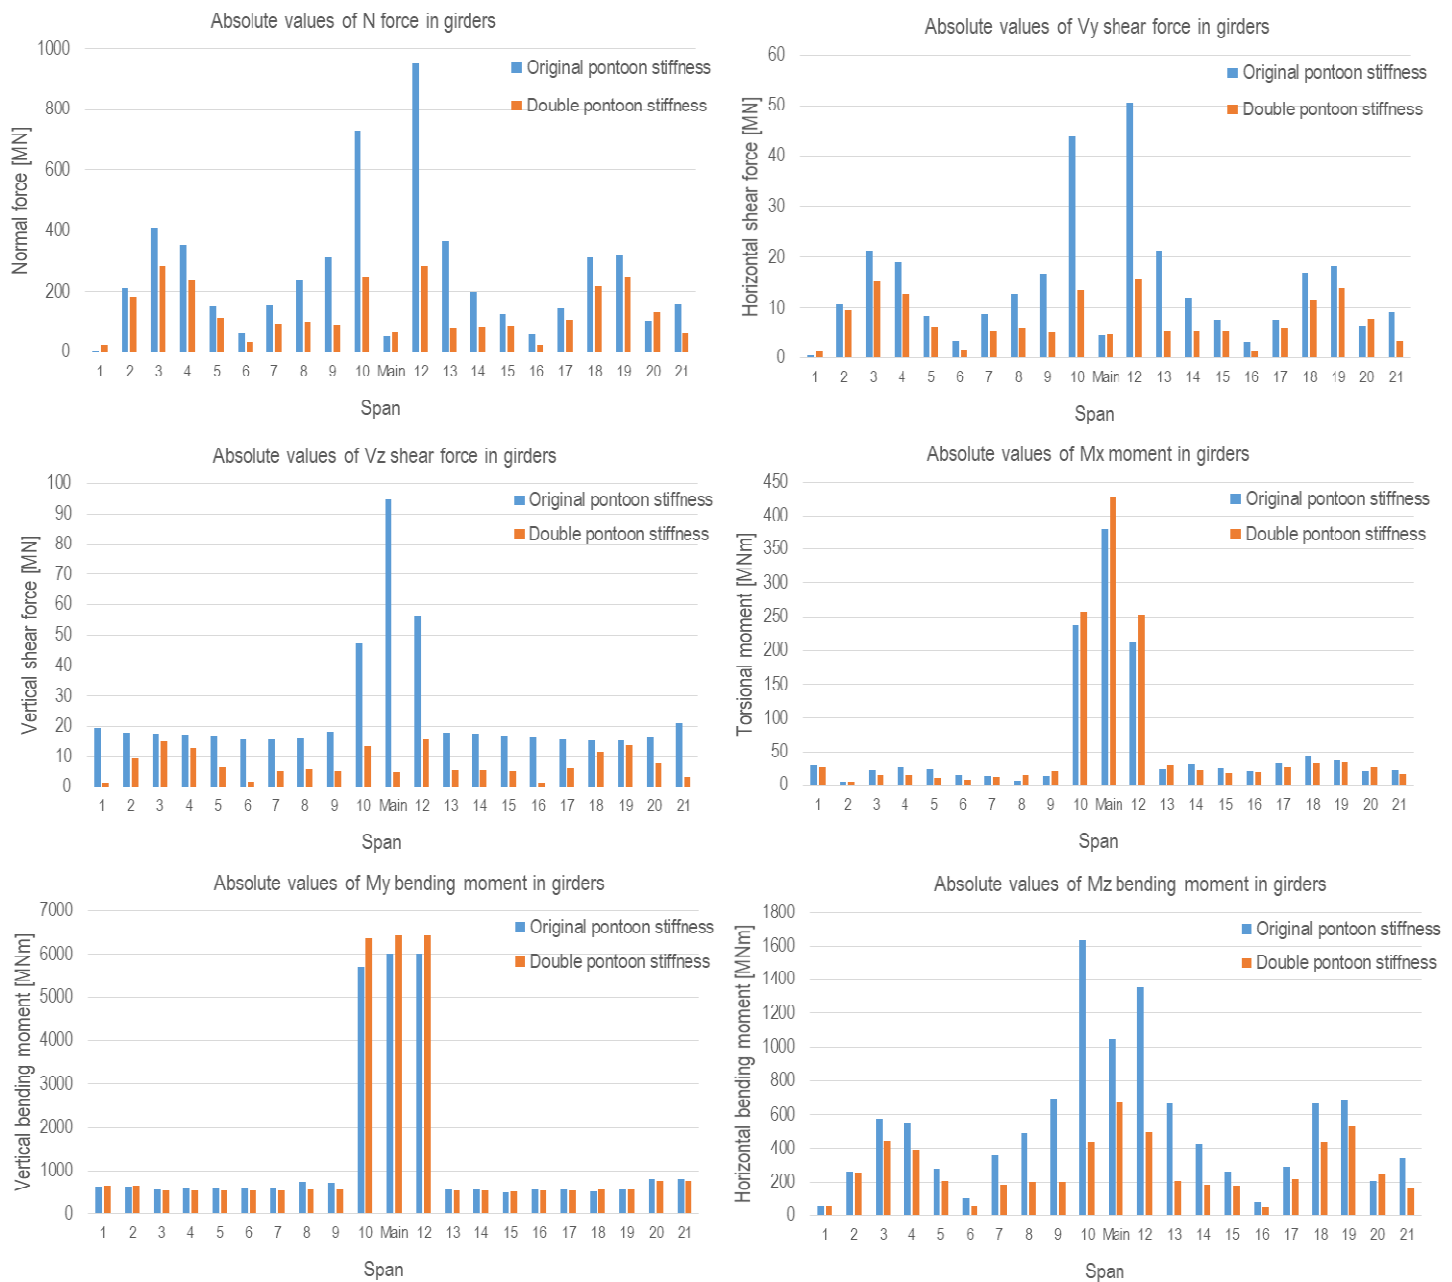 Absolute values of N force in girders
1000
800
600
400
200
0
Normal force [MN]
Original pontoon stiffness
Double pontoon stiffness
1 2 3 4 5 6 7 8 9 10 Main 12 13 14 15 16 17 18 19 20 21
Span
Absolute values of Vy shear force in girders
60
50
40
30
20
10
0
Horizontal shear force [MN]
Original pontoon stiffness
Double pontoon stiffness
1 2 3 4 5 6 7 8 9 10 Main 12 13 14 15 16 17 18 19 20 21
Span
Absolute values of Vz shear force in girders
100
90
80
70
60
50
40
30
20
10
0
Vertical shear force [MN]
Original pontoon stiffness
Double pontoon stiffness
1 2 3 4 5 6 7 8 9 10 Main 12 13 14 15 16 17 18 19 20 21
Span
Absolute values of Mx moment in girders
450
400
350
300
250
200
150
100
50
0
Torsional moment [MNm]
Original pontoon stiffness
Double pontoon stiffness
1 2 3 4 5 6 7 8 9 10 Main 12 13 14 15 16 17 18 19 20 21
Span
Absolute values of My bending moment in girders
7000
6000
5000
4000
3000
2000
1000
0
Vertical bending moment [MNm]
Original pontoon stiffness
Double pontoon stiffness
1 2 3 4 5 6 7 8 9 10 Main 12 13 14 15 16 17 18 19 20 21
Span
Absolute values of Mz bending moment in girders
1800
1600
1400
1200
1000
800
600
400
200
0
Horizontal bending moment [MNm]
Original pontoon stiffness
Double pontoon stiffness
1 2 3 4 5 6 7 8 9 10 Main 12 13 14 15 16 17 18 19 20 21
Span